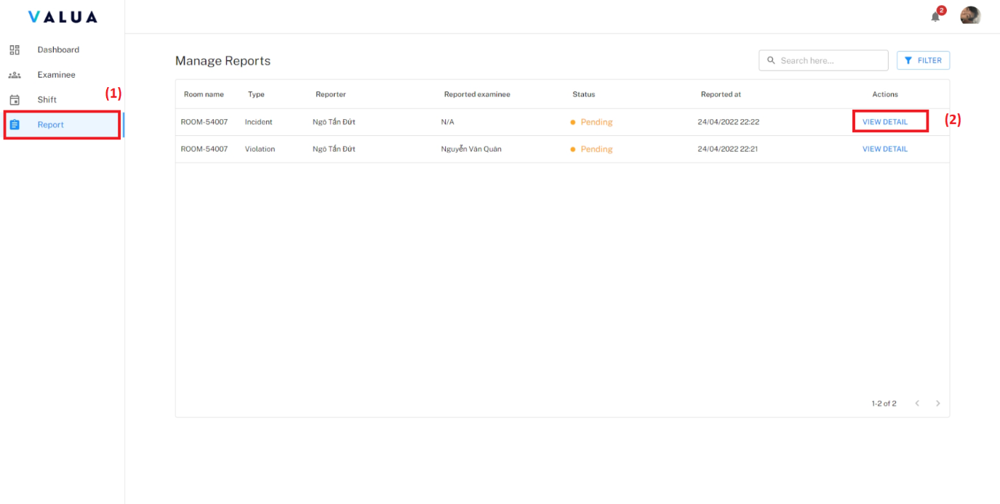 VALUA
2
Dashboard
Examinee
Shift
(1)
Report
Manage Reports
Search here...
FILTER
Room name Type Reporter Reported examinee Status Reported at Actions
ROOM-54007 Incident Ngô Tấn Đứt N/A Pending 24/04/2022 22:22 VIEW DETAIL (2)
ROOM-54007 Violation Ngô Tấn Đứt Nguyễn Văn Quân Pending 24/04/2022 22:21 VIEW DETAIL
1-2 of 2